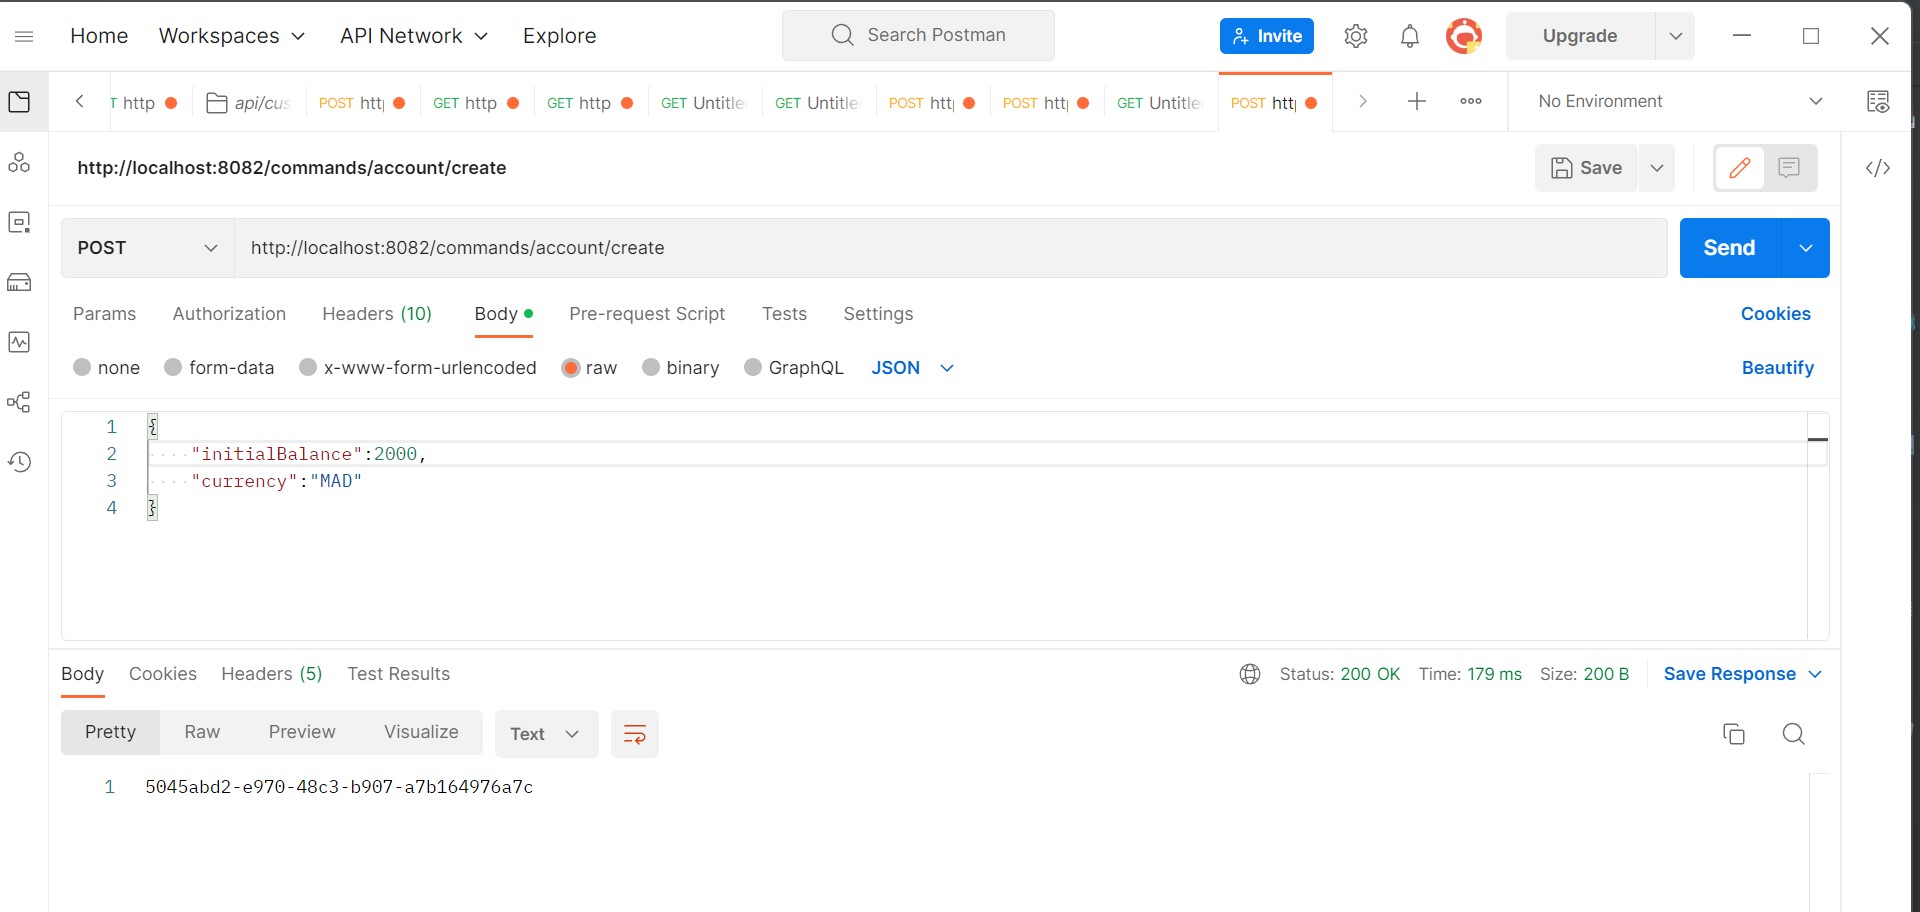 Home Workspaces API Network Explore Search Postman Invite Upgrade
http api/cus POST htt GET http GET http GET Untitle GET Untitle POST htt POST htt GET Untitle POST htt No Environment
http://localhost:8082/commands/account/create Save
POST http://localhost:8082/commands/account/create Send
Params Authorization Headers (10) Body Pre-request Script Tests Settings Cookies
none form-data x-www-form-urlencoded raw binary GraphQL JSON Beautify
1 {
2 "initialBalance":2000,
3 "currency":"MAD"
4 }
Body Cookies Headers (5) Test Results Status: 200 OK Time: 179 ms Size: 200 B Save Response
Pretty Raw Preview Visualize Text
1 5045abd2-e970-48c3-b907-a7b164976a7c